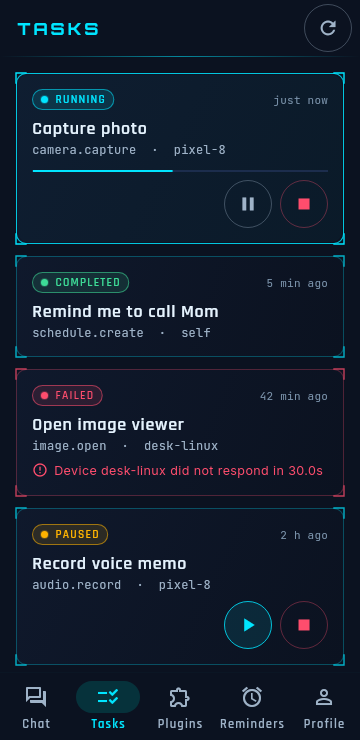 TASKS
RUNNING
just now
Capture photo
camera.capture · pixel-8
COMPLETED
5 min ago
Remind me to call Mom
schedule.create · self
FAILED
42 min ago
Open image viewer
image.open · desk-linux
Device desk-linux did not respond in 30.0s
PAUSED
2 h ago
Record voice memo
audio.record · pixel-8
Chat
Tasks
Plugins
Reminders
Profile